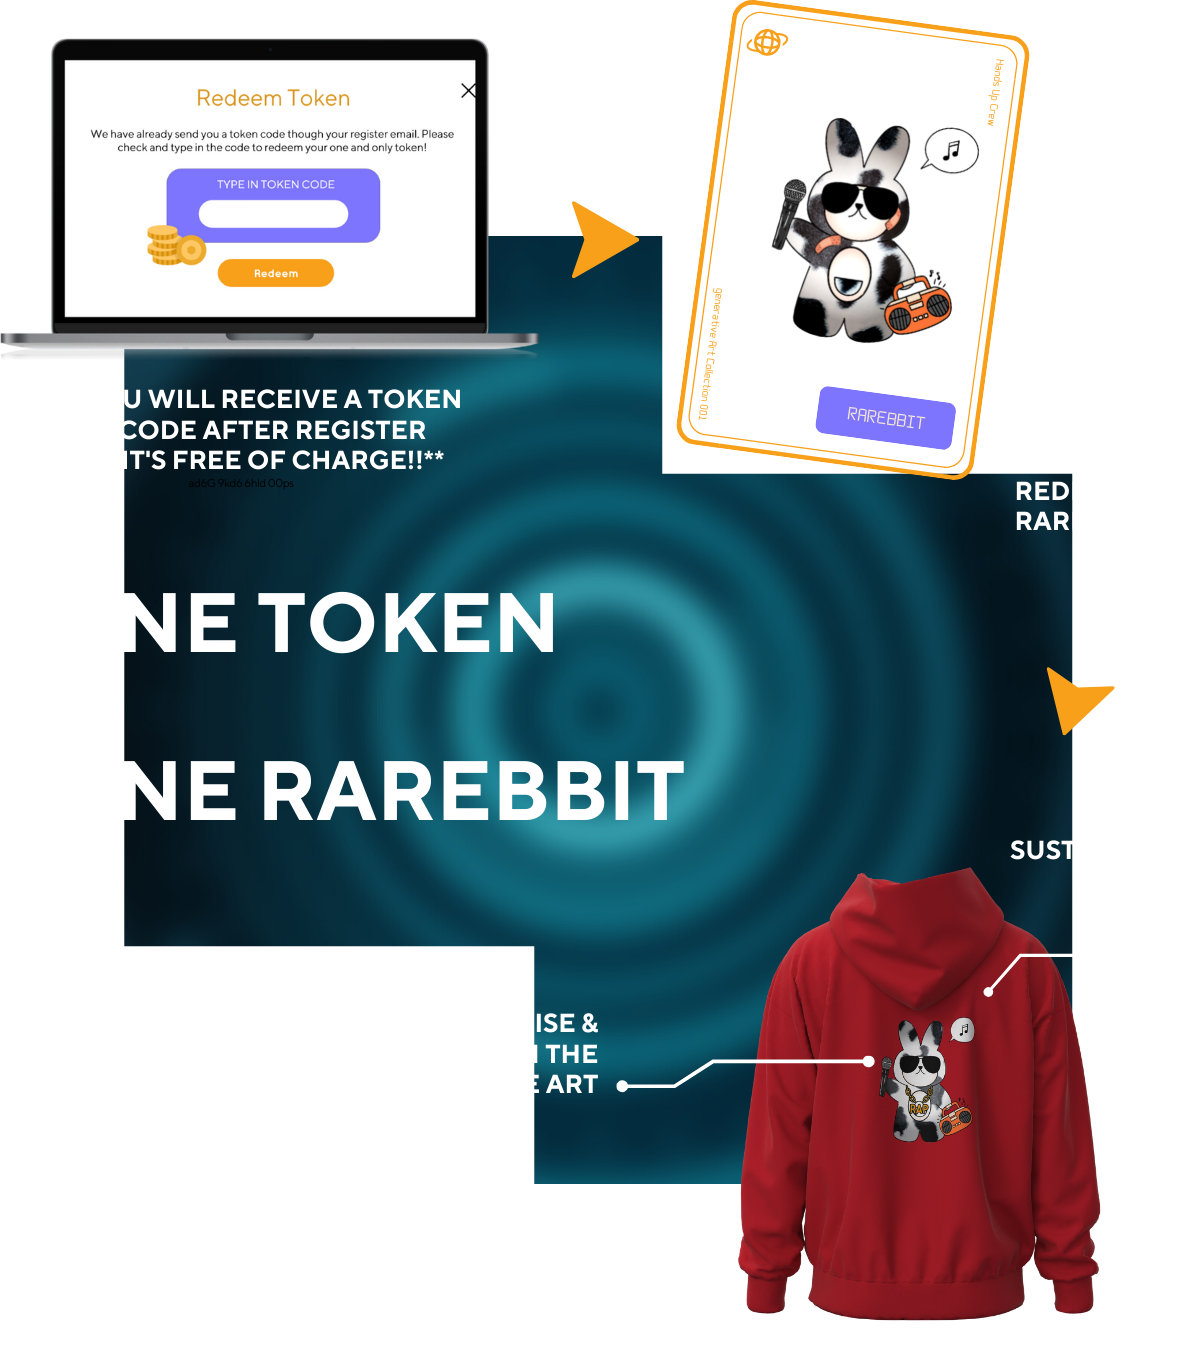 Redeem Token
We have already send you a token code though your register email. Please
check and type in the code to redeem your one and only token!
TYPE IN TOKEN CODE
Redeem
Hands Up Crew
generative Art Collection 001
RAREBBIT
U WILL RECEIVE A TOKEN
CODE AFTER REGISTER
IT'S FREE OF CHARGE!!**
ad6G 9kd6 6hld 00ps
RED
RAR
NE TOKEN
NE RAREBBIT
SUST
ISE &
THE
E ART
RAP